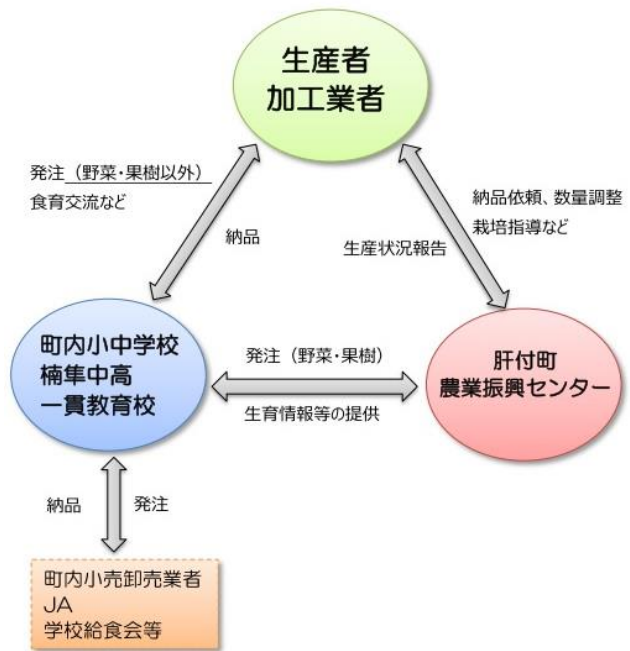 生産者
加工業者
発注（野菜・果樹以外）
食育交流など
納品
納品依頼、数量調整
栽培指導など
生産状況報告
町内小中学校
楠隼中高
一貫教育校
発注（野菜・果樹）
生育情報等の提供
肝付町
農業振興センター
納品
発注
町内小売卸売業者
JA
学校給食会等